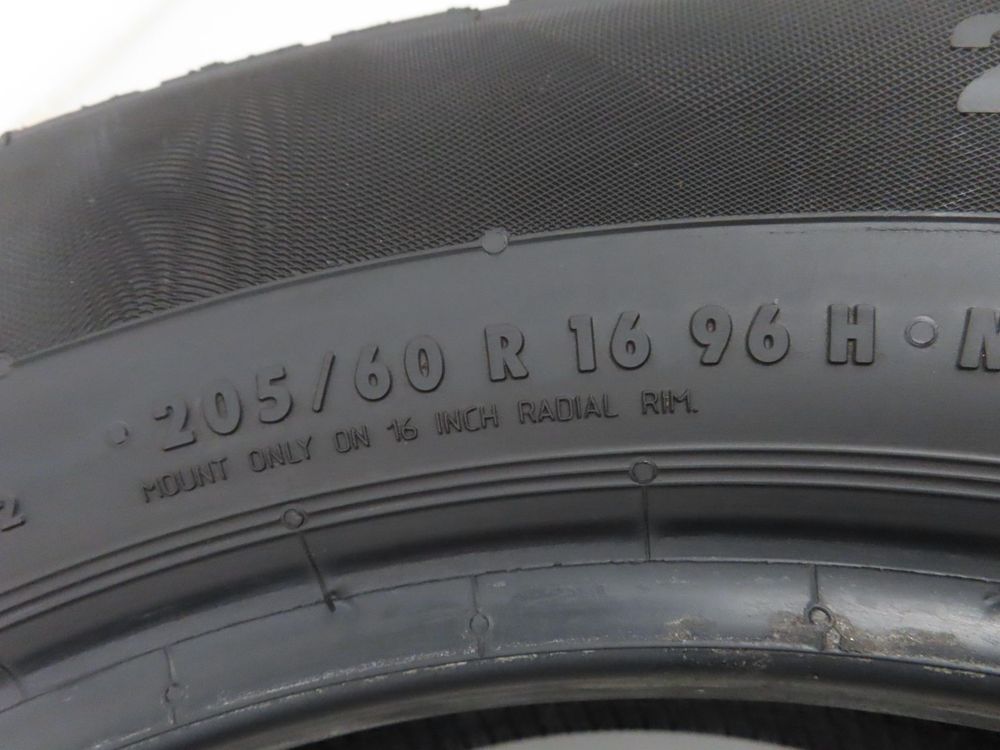 205/60 R 16 96 H
MOUNT ONLY ON 16 INCH RADIAL RIM.